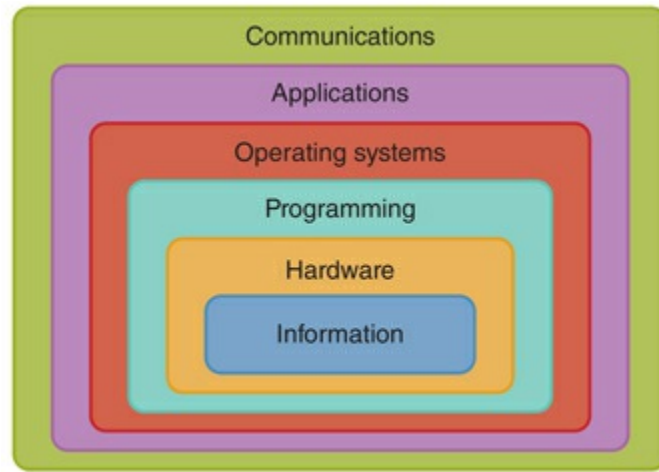 Communications
Applications
Operating systems
Programming
Hardware
Information